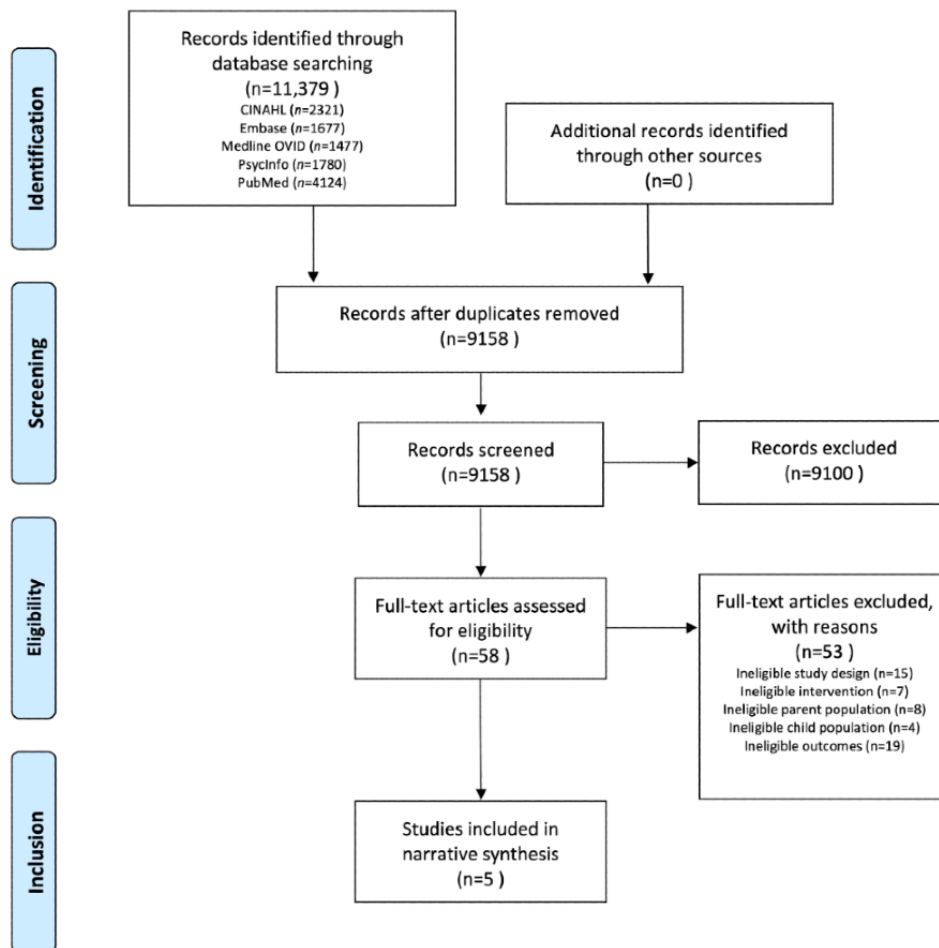 Identification
Records identified through
database searching
(n=11,379 )
CINAHL (n=2321)
Embase (n=1677)
Medline OVID (n=1477)
PsycInfo (n=1780)
PubMed (n=4124)
Additional records identified
through other sources
(n=0 )
Screening
Records after duplicates removed
(n=9158 )
Records screened
(n=9158 )
Records excluded
(n=9100 )
Eligibility
Full-text articles assessed
for eligibility
(n=58 )
Full-text articles excluded,
with reasons
(n=53 )
Ineligible study design (n=15)
Ineligible intervention (n=7)
Ineligible parent population (n=8)
Ineligible child population (n=4)
Ineligible outcomes (n=19)
Inclusion
Studies included in
narrative synthesis
(n=5 )